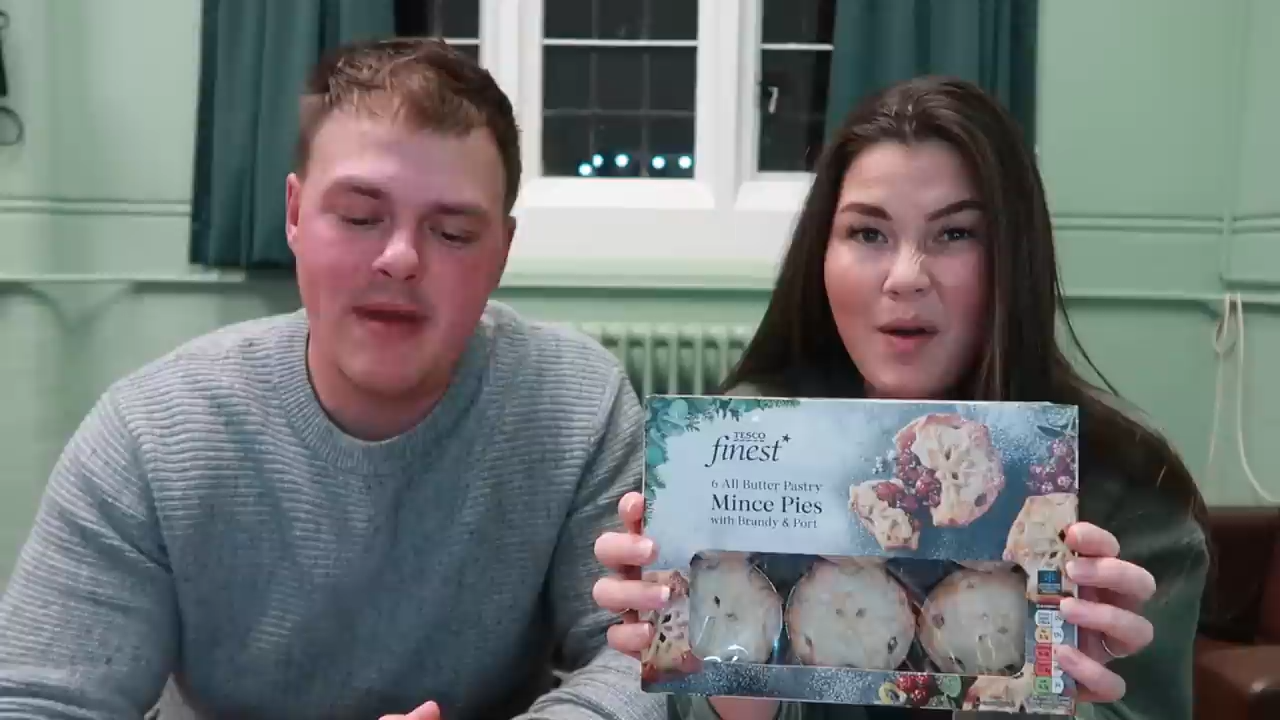 TESCO
finest*
6 All Butter Pastry
Mince Pies
with Brandy & Port